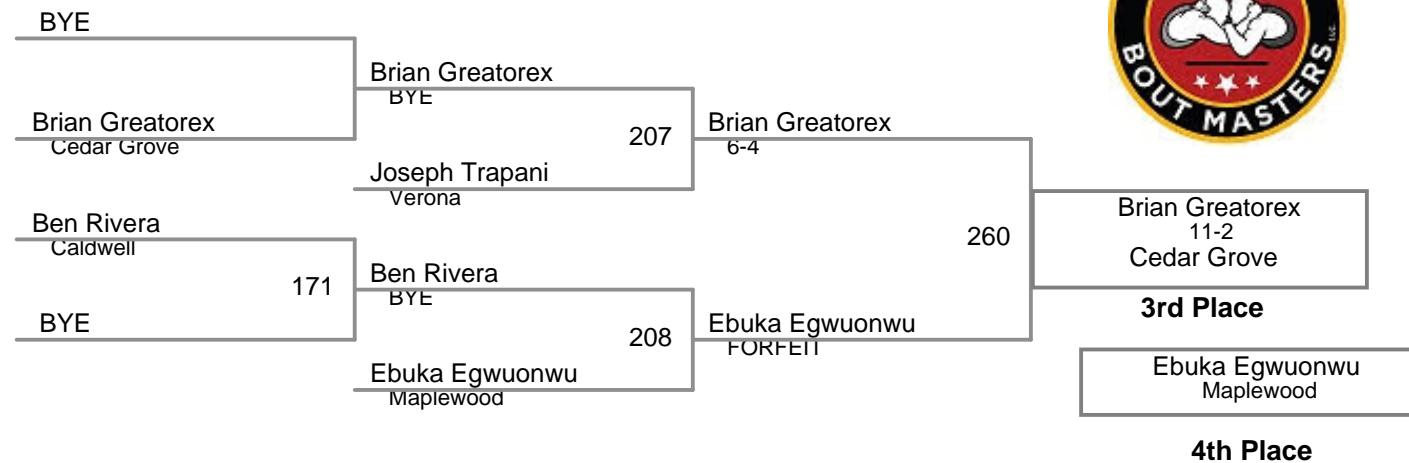 BYE
Brian Greatorex
BYE
Brian Greatorex
Cedar Grove
207
Brian Greatorex
6-4
Joseph Trapani
Verona
Ben Rivera
Caldwell
171
Ben Rivera
BYE
BYE
208
Ebuka Egwuonwu
FORFEIT
Ebuka Egwuonwu
Maplewood
260
Brian Greatorex
11-2
Cedar Grove
3rd Place
Ebuka Egwuonwu
Maplewood
4th Place
BOUT MASTERS